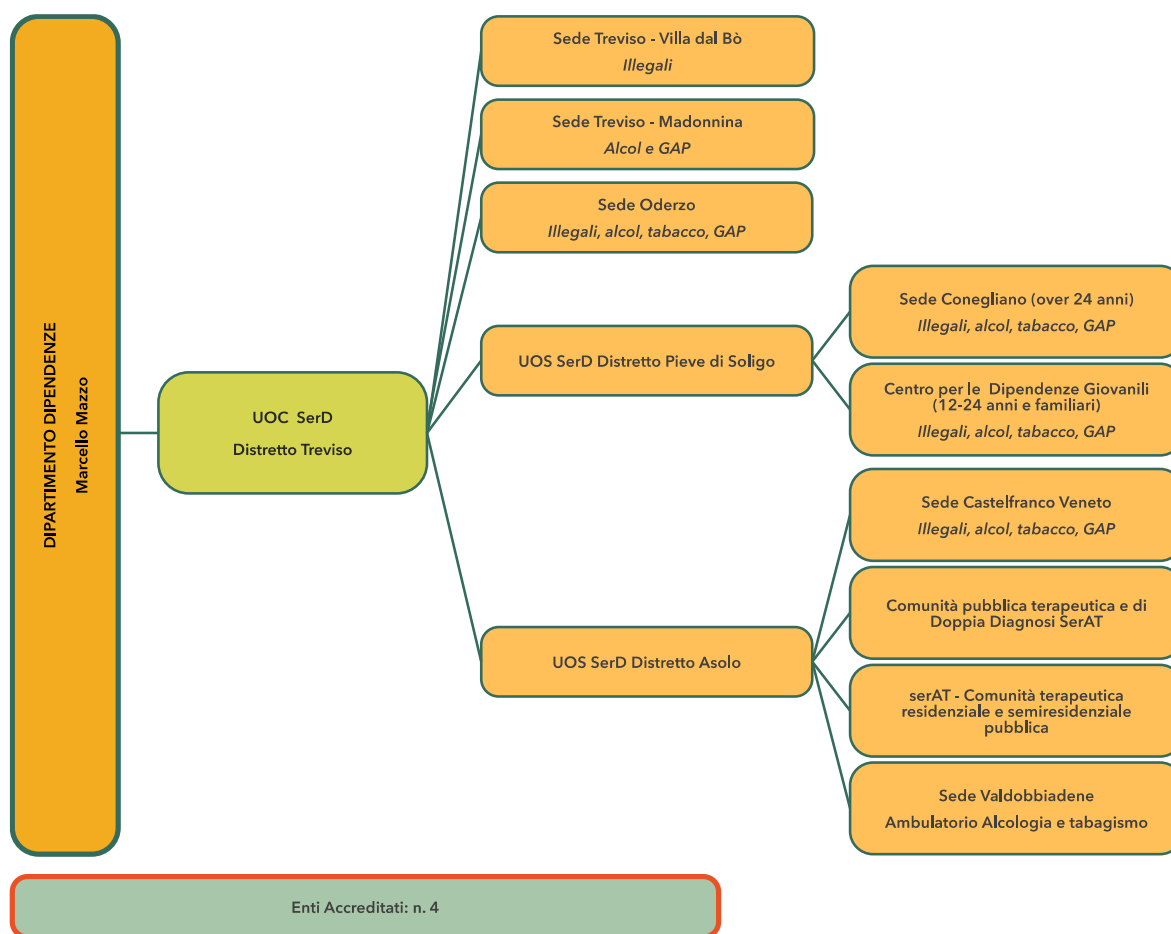 DIPARTIMENTO DIPENDENZE
Marcello Mazzo
UOC SerD
Distretto Treviso
Sede Treviso - Villa dal Bò
Illegali
Sede Treviso - Madonnina
Alcol e GAP
Sede Oderzo
Illegali, alcol, tabacco, GAP
UOS SerD Distretto Pieve di Soligo
Sede Conegliano (over 24 anni)
Illegali, alcol, tabacco, GAP
Centro per le Dipendenze Giovanili
(12-24 anni e familiari)
Illegali, alcol, tabacco, GAP
UOS SerD Distretto Asolo
Sede Castelfranco Veneto
Illegali, alcol, tabacco, GAP
Comunità pubblica terapeutica e di
Doppia Diagnosi SerAT
serAT - Comunità terapeutica
residenziale e semiresidenziale
pubblica
Sede Valdobbiadene
Ambulatorio Alcologia e tabagismo
Enti Accreditati: n. 4